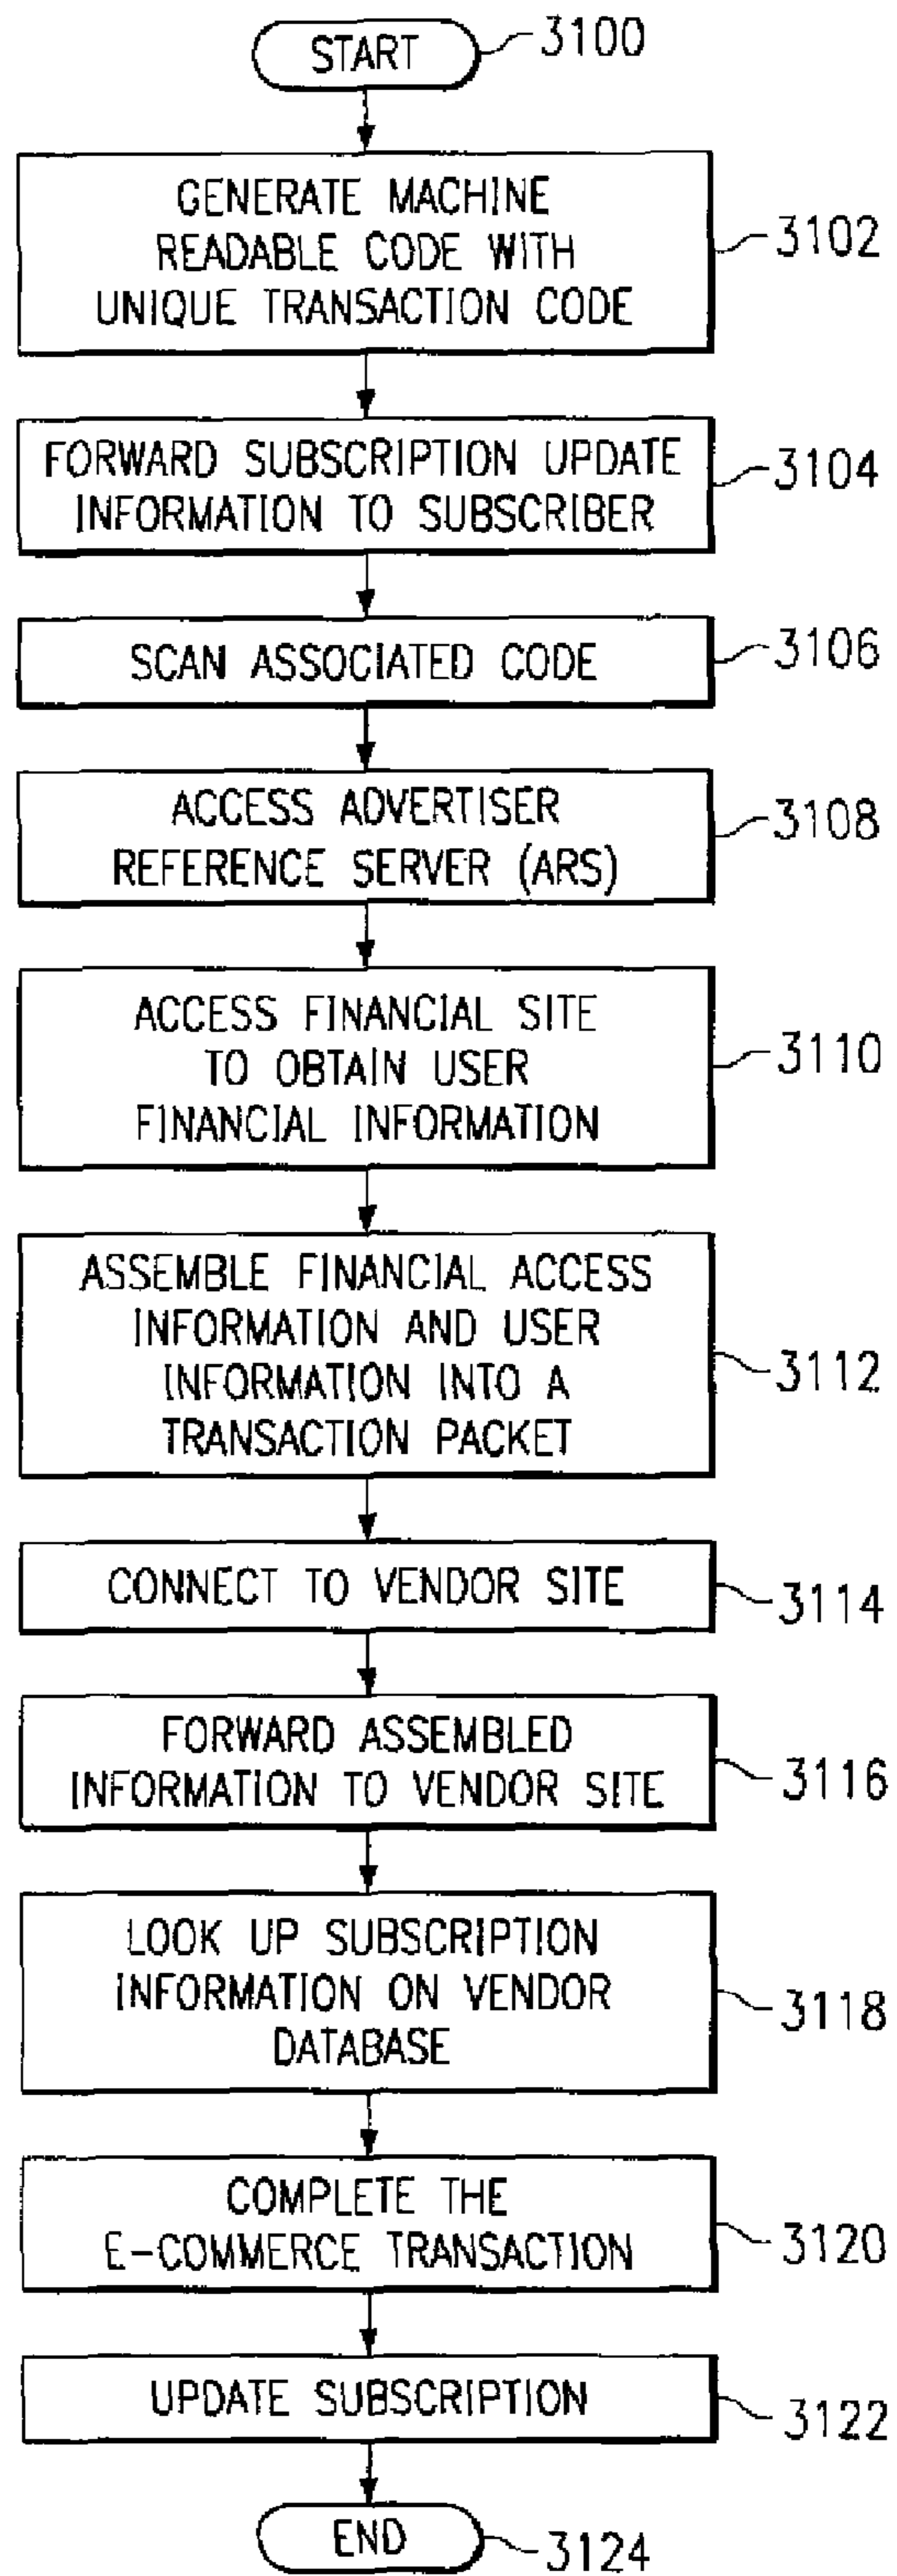 START
3100
GENERATE MACHINE
READABLE CODE WITH
UNIQUE TRANSACTION CODE
3102
FORWARD SUBSCRIPTION UPDATE
INFORMATION TO SUBSCRIBER
3104
SCAN ASSOCIATED CODE
3106
ACCESS ADVERTISER
REFERENCE SERVER (ARS)
3108
ACCESS FINANCIAL SITE
TO OBTAIN USER
FINANCIAL INFORMATION
3110
ASSEMBLE FINANCIAL ACCESS
INFORMATION AND USER
INFORMATION INTO A
TRANSACTION PACKET
3112
CONNECT TO VENDOR SITE
3114
FORWARD ASSEMBLED
INFORMATION TO VENDOR SITE
3116
LOOK UP SUBSCRIPTION
INFORMATION ON VENDOR
DATABASE
3118
COMPLETE THE
E-COMMERCE TRANSACTION
3120
UPDATE SUBSCRIPTION
3122
END
3124